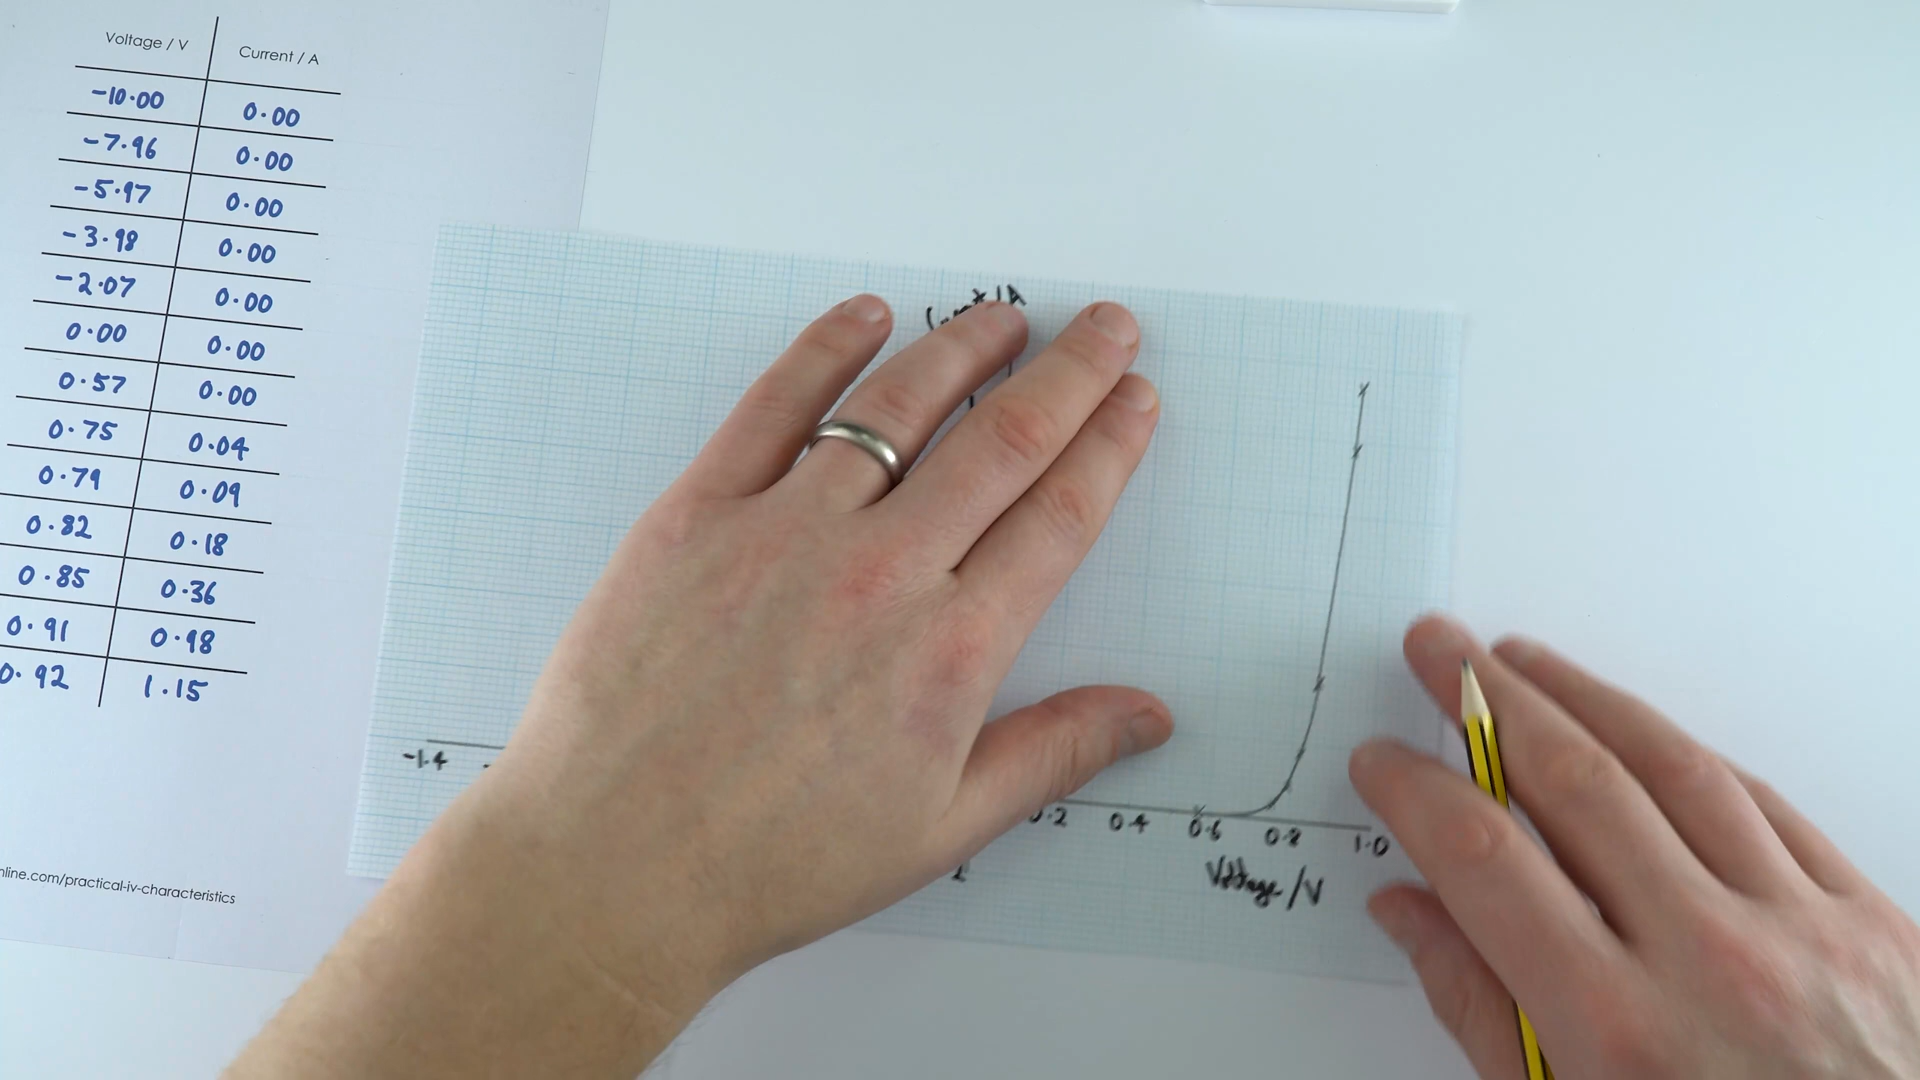 Voltage / V Current / A
-10.00 0.00
-7.96 0.00
-5.97 0.00
-3.98 0.00
-2.07 0.00
0.00 0.00
0.57 0.00
0.75 0.04
0.79 0.09
0.82 0.18
0.85 0.36
0.91 0.98
0.92 1.15
nline.com/practical-iv-characteristics
/A
-1.4
0.2 0.4 0.6 0.8 1.0
Voltage /V